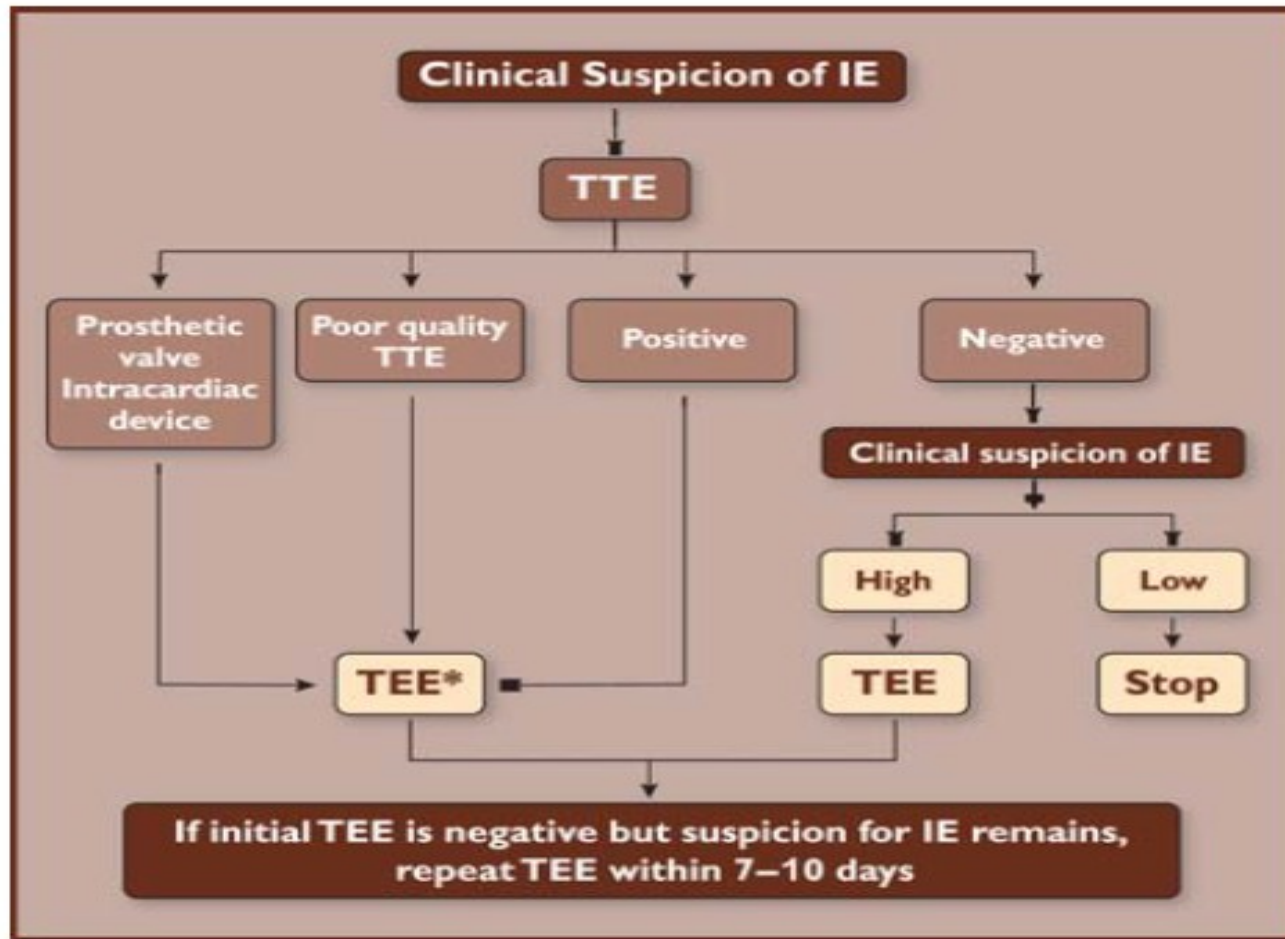 Clinical Suspicion of IE
TTE
Prosthetic
valve
Intracardiac
device
Poor quality
TTE
Positive
Negative
Clinical suspicion of IE
High
Low
TEE*
TEE
Stop
If initial TEE is negative but suspicion for IE remains,
repeat TEE within 7–10 days